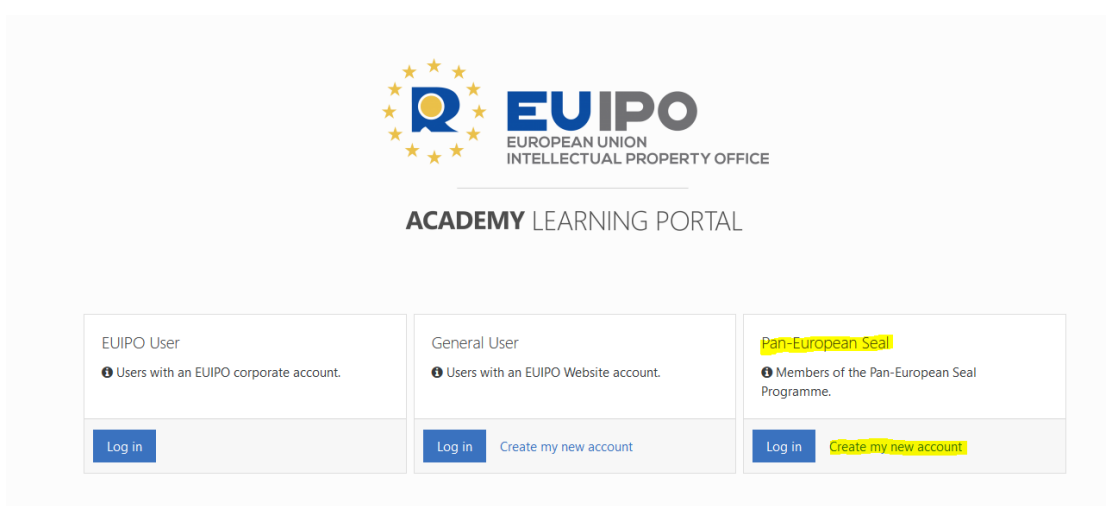 EUIPO
EUROPEAN UNION
INTELLECTUAL PROPERTY OFFICE
ACADEMY LEARNING PORTAL
EUIPO User
Users with an EUIPO corporate account.
Log in
General User
Users with an EUIPO Website account.
Log in Create my new account
Pan-European Seal
Members of the Pan-European Seal
Programme.
Log in Create my new account